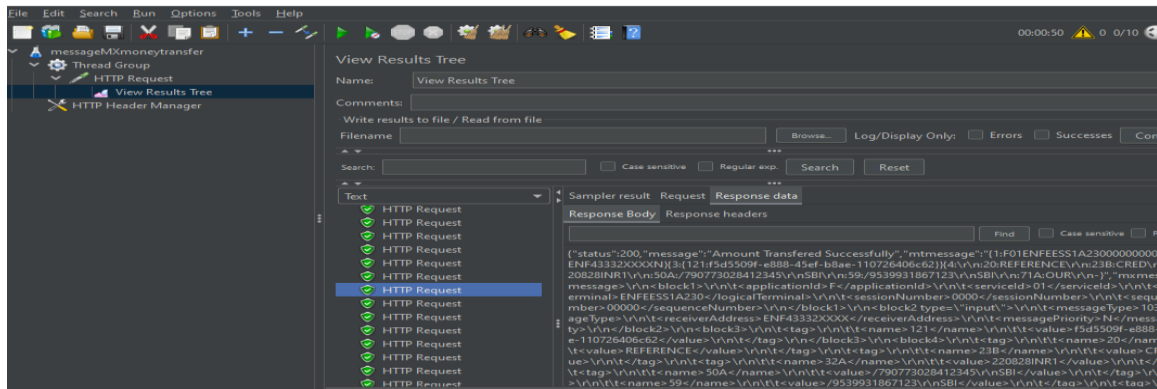 File Edit Search Run Options Tools Help
00:00:50 0 0/10
messageMXmoneytransfer
Thread Group
HTTP Request
View Results Tree
HTTP Header Manager
View Results Tree
Name: View Results Tree
Comments:
Write results to file / Read from file
Filename Browse... Log/Display Only: Errors Successes Con
Search: Case sensitive Regular exp. Search Reset
Text
HTTP Request
HTTP Request
HTTP Request
HTTP Request
HTTP Request
HTTP Request
HTTP Request
HTTP Request
HTTP Request
HTTP Request
HTTP Request
HTTP Request
HTTP Request
HTTP Request
Sampler result Request Response data
Response Body Response headers
Find Case sensitive R
{"status":200,"message":"Amount Transfered Successfully","mtmessage":"{1:F01ENFEESS1A2300000000
ENF43332XXXXN}{3:{121:f5d5509f-e888-45ef-b8ae-110726406c62}}{4:\r\n:20:REFERENCE\r\n:23B:CRED\r
20828INR1\r\n:50A:/790773028412345\r\nSBI\r\n:59:/9539931867123\r\nSBI\r\n:71A:OUR\r\n-}","mxmes
message>\r\n<block1>\r\n\t<applicationId>F</applicationId>\r\n\t<serviceId>01</serviceId>\r\n\t<
erminal>ENFEESS1A230</logicalTerminal>\r\n\t<sessionNumber>0000</sessionNumber>\r\n\t<sequ
mber>00000</sequenceNumber>\r\n</block1>\r\n<block2 type=\"input\">\r\n\t<messageType>103
ageType>\r\n\t<receiverAddress>ENF43332XXXX</receiverAddress>\r\n\t<messagePriority>N</mess
ty>\r\n</block2>\r\n<block3>\r\n\t<tag>\r\n\t\t<name>121</name>\r\n\t\t<value>f5d5509f-e888-
e-110726406c62</value>\r\n\t</tag>\r\n</block3>\r\n<block4>\r\n\t<tag>\r\n\t\t<name>20</nam
\t<value>REFERENCE</value>\r\n\t</tag>\r\n\t<tag>\r\n\t\t<name>23B</name>\r\n\t\t<value>CR
ue>\r\n\t</tag>\r\n\t<tag>\r\n\t\t<name>32A</name>\r\n\t\t<value>220828INR1</value>\r\n\t</
\t<tag>\r\n\t\t<name>50A</name>\r\n\t\t<value>/790773028412345\r\nSBI</value>\r\n\t</tag>\r\
>\r\n\t\t<name>59</name>\r\n\t\t<value>/9539931867123\r\nSBI</value>\r\n\t</tag>\r\n\t<tag>